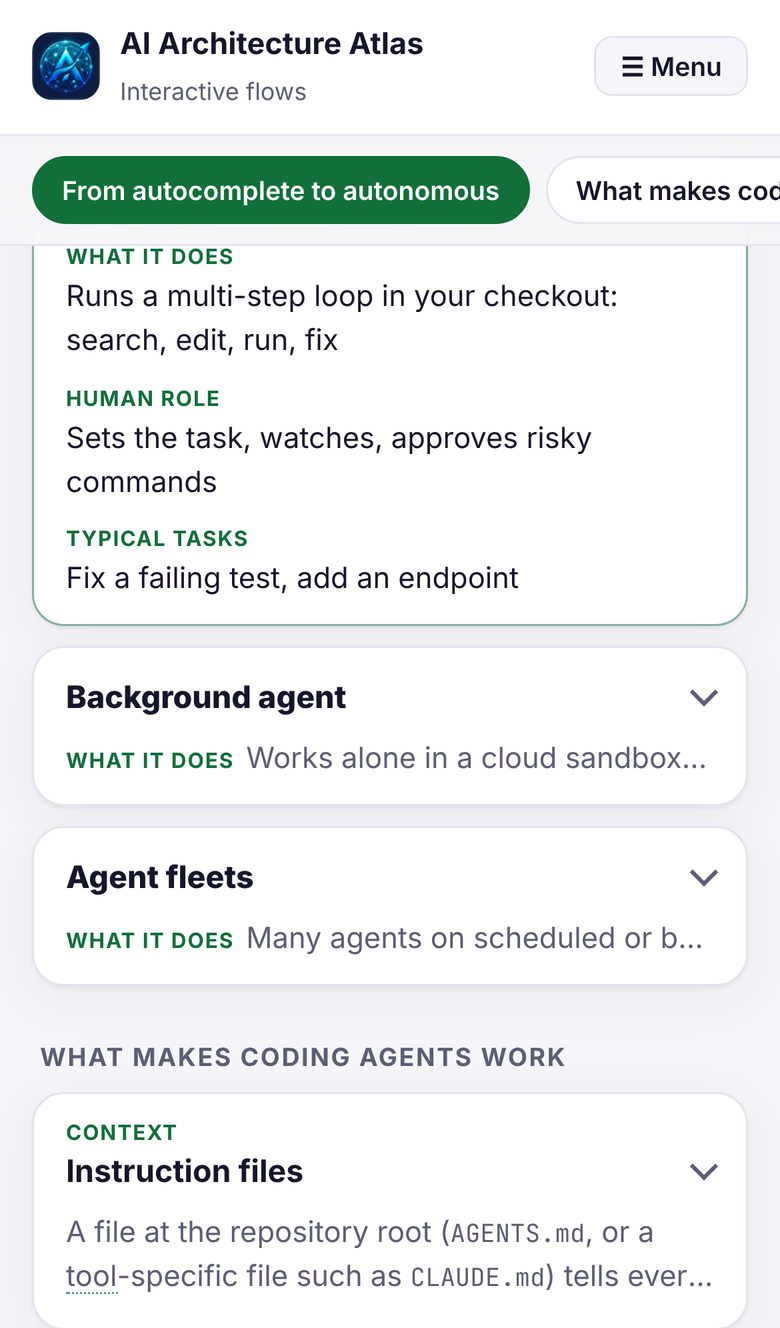 AI Architecture Atlas
Interactive flows
☰ Menu
From autocomplete to autonomous
What makes cod
WHAT IT DOES
Runs a multi-step loop in your checkout:
search, edit, run, fix
HUMAN ROLE
Sets the task, watches, approves risky
commands
TYPICAL TASKS
Fix a failing test, add an endpoint
Background agent
WHAT IT DOES Works alone in a cloud sandbox...
Agent fleets
WHAT IT DOES Many agents on scheduled or b...
WHAT MAKES CODING AGENTS WORK
CONTEXT
Instruction files
A file at the repository root (AGENTS.md, or a
tool-specific file such as CLAUDE.md) tells ever...